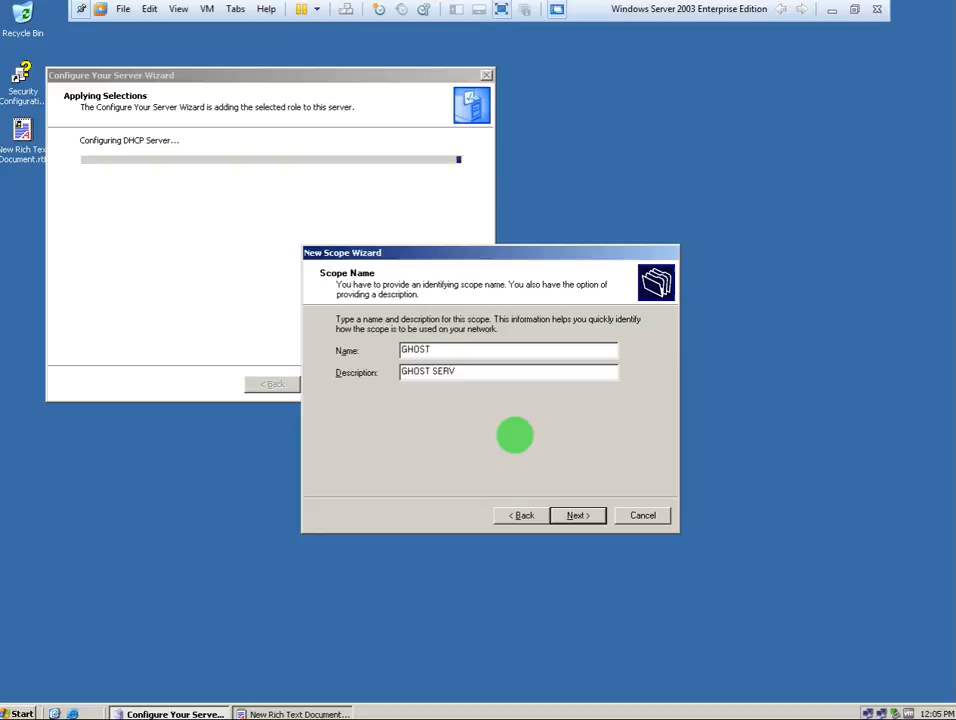 File Edit View VM Tabs Help
Windows Server 2003 Enterprise Edition
Recycle Bin
Security
Configurati...
New Rich Text
Document.rtf
Configure Your Server Wizard
Applying Selections
The Configure Your Server Wizard is adding the selected role to this server.
Configuring DHCP Server...
< Back
New Scope Wizard
Scope Name
You have to provide an identifying scope name. You also have the option of
providing a description.
Type a name and description for this scope. This information helps you quickly identify
how the scope is to be used on your network.
Name: GHOST
Description: GHOST SERV
< Back Next > Cancel
Start Configure Your Serve... New Rich Text Document... 12:05 PM